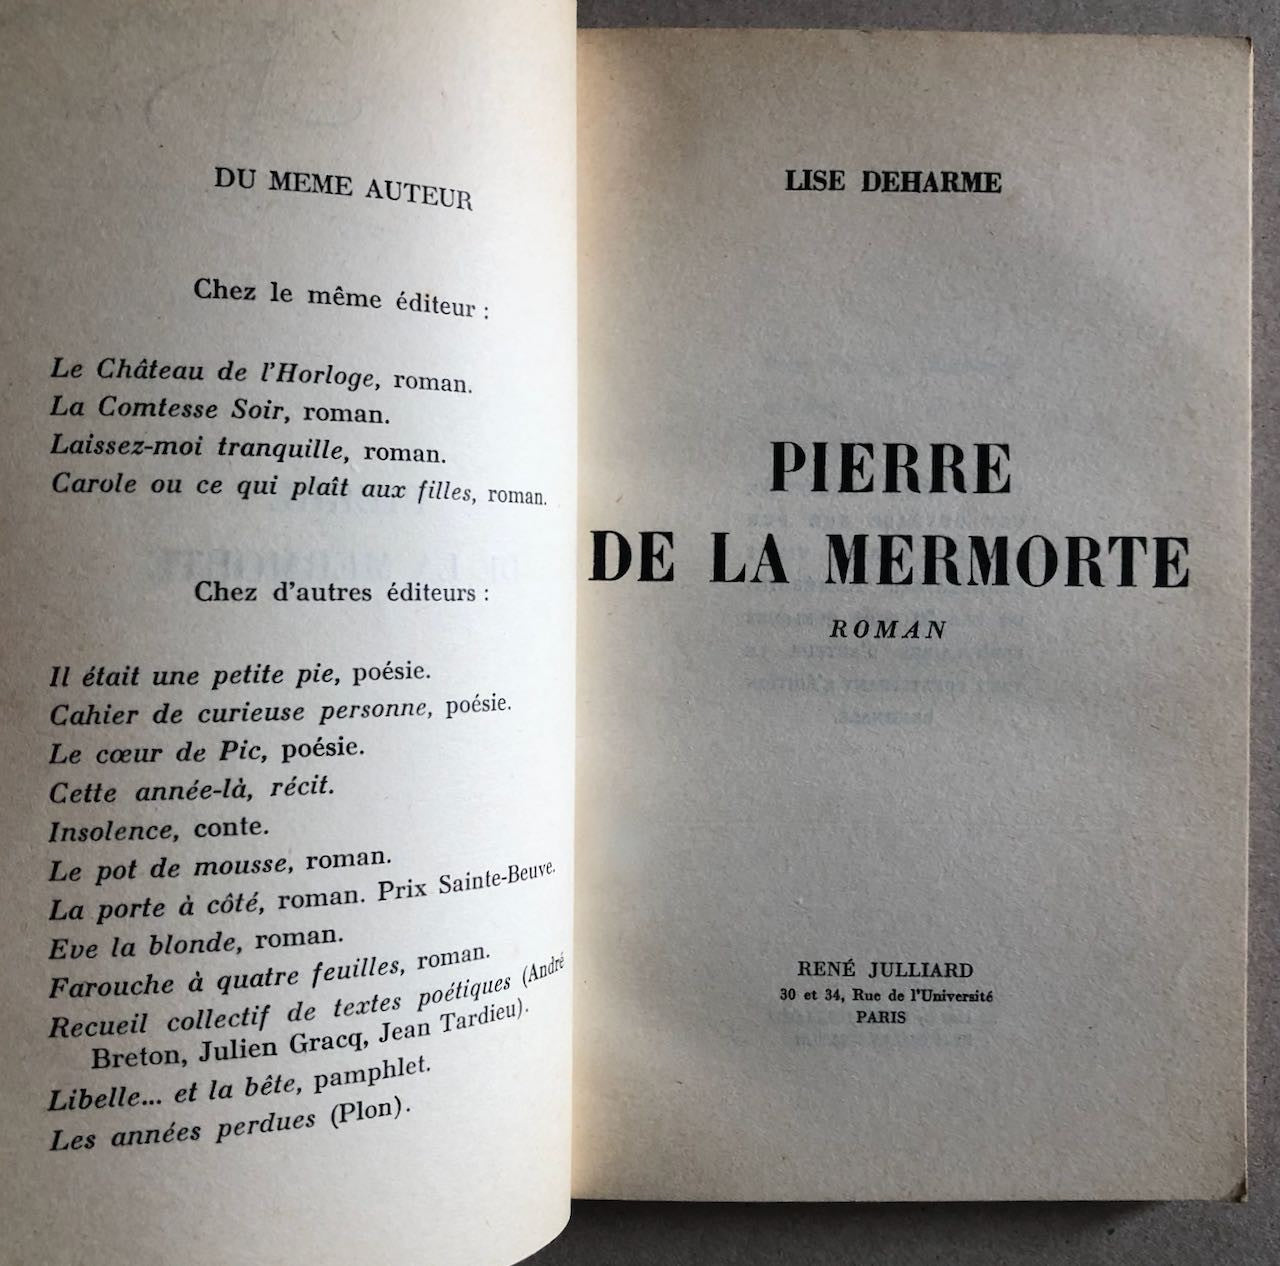 DU MEME AUTEUR
Chez le même éditeur :
Le Château de l'Horloge, roman.
La Comtesse Soir, roman.
Laissez-moi tranquille, roman.
Carole ou ce qui plaît aux filles, roman.
Chez d'autres éditeurs :
Il était une petite pie, poésie.
Cahier de curieuse personne, poésie.
Le cœur de Pic, poésie.
Cette année-là, récit.
Insolence, conte.
Le pot de mousse, roman.
La porte à côté, roman. Prix Sainte-Beuve.
Eve la blonde, roman.
Farouche à quatre feuilles, roman.
Recueil collectif de textes poétiques (André
Breton, Julien Gracq, Jean Tardieu).
Libelle... et la bête, pamphlet.
Les années perdues (Plon).
LISE DEHARME
PIERRE
DE LA MERMORTE
ROMAN
RENÉ JULLIARD
30 et 34, Rue de l'Université
PARIS